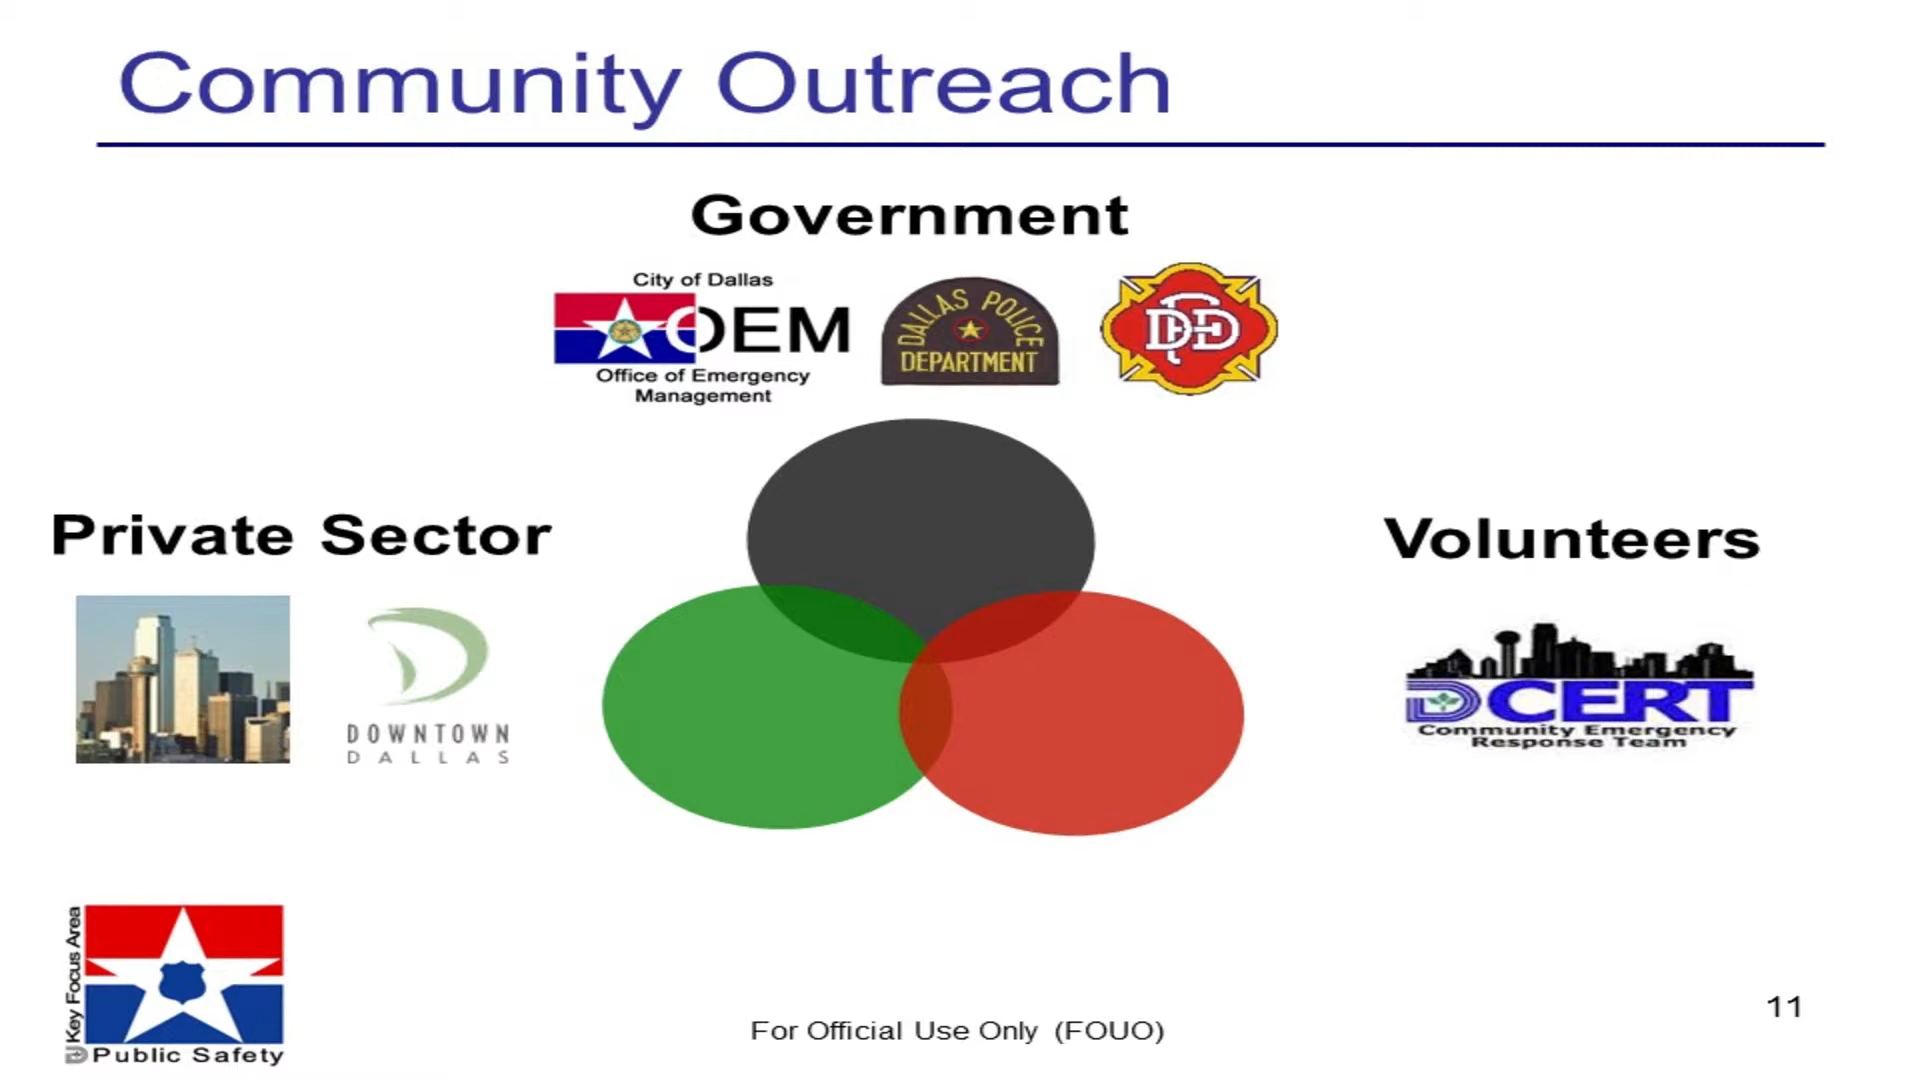 Community Outreach
Government
City of Dallas
OEM
Office of Emergency
Management
DALLAS POLICE
DEPARTMENT
DFD
Private Sector
Volunteers
DOWNTOWN
DALLAS
CERT
Community Emergency
Response Team
Key Focus Area
Public Safety
For Official Use Only (FOUO)
11